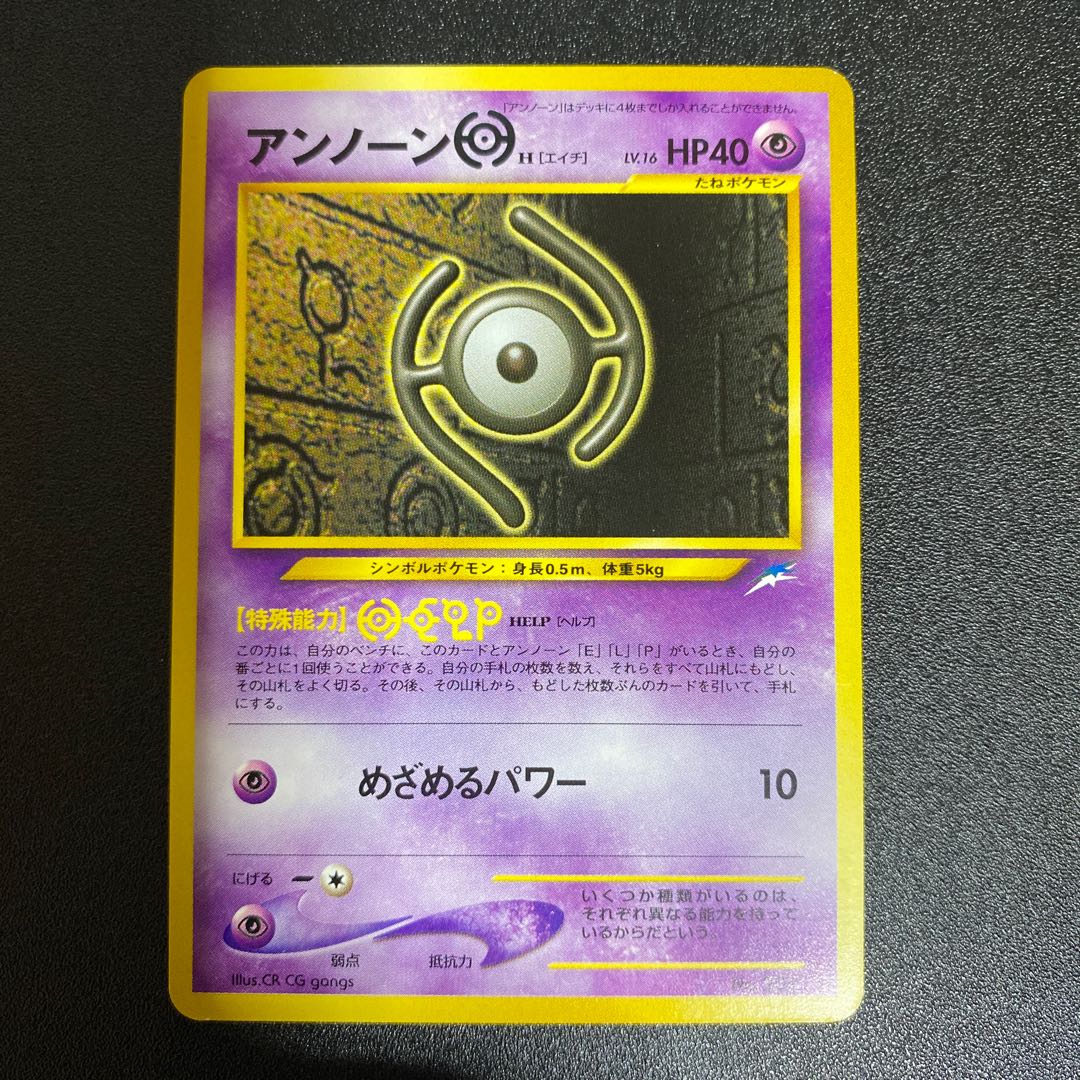 「アンノーン」はデッキに4枚までしか入れることができません。
アンノーン H [エイチ] LV.16 HP40
たねポケモン
シンボルポケモン：身長0.5m、体重5kg
【特殊能力】 HELP HELP [ヘルプ]
この力は、自分のベンチに、このカードとアンノーン「E」「L」「P」がいるとき、自分の
番ごとに1回使うことができる。自分の手札の枚数を数え、それらをすべて山札にもどし、
その山札をよく切る。その後、その山札から、もどした枚数ぶんのカードを引いて、手札
にする。
めざめるパワー 10
にげる
いくつか種類がいるのは、
それぞれ異なる能力を持って
いるからだという。
弱点 抵抗力
Illus.CR CG gangs